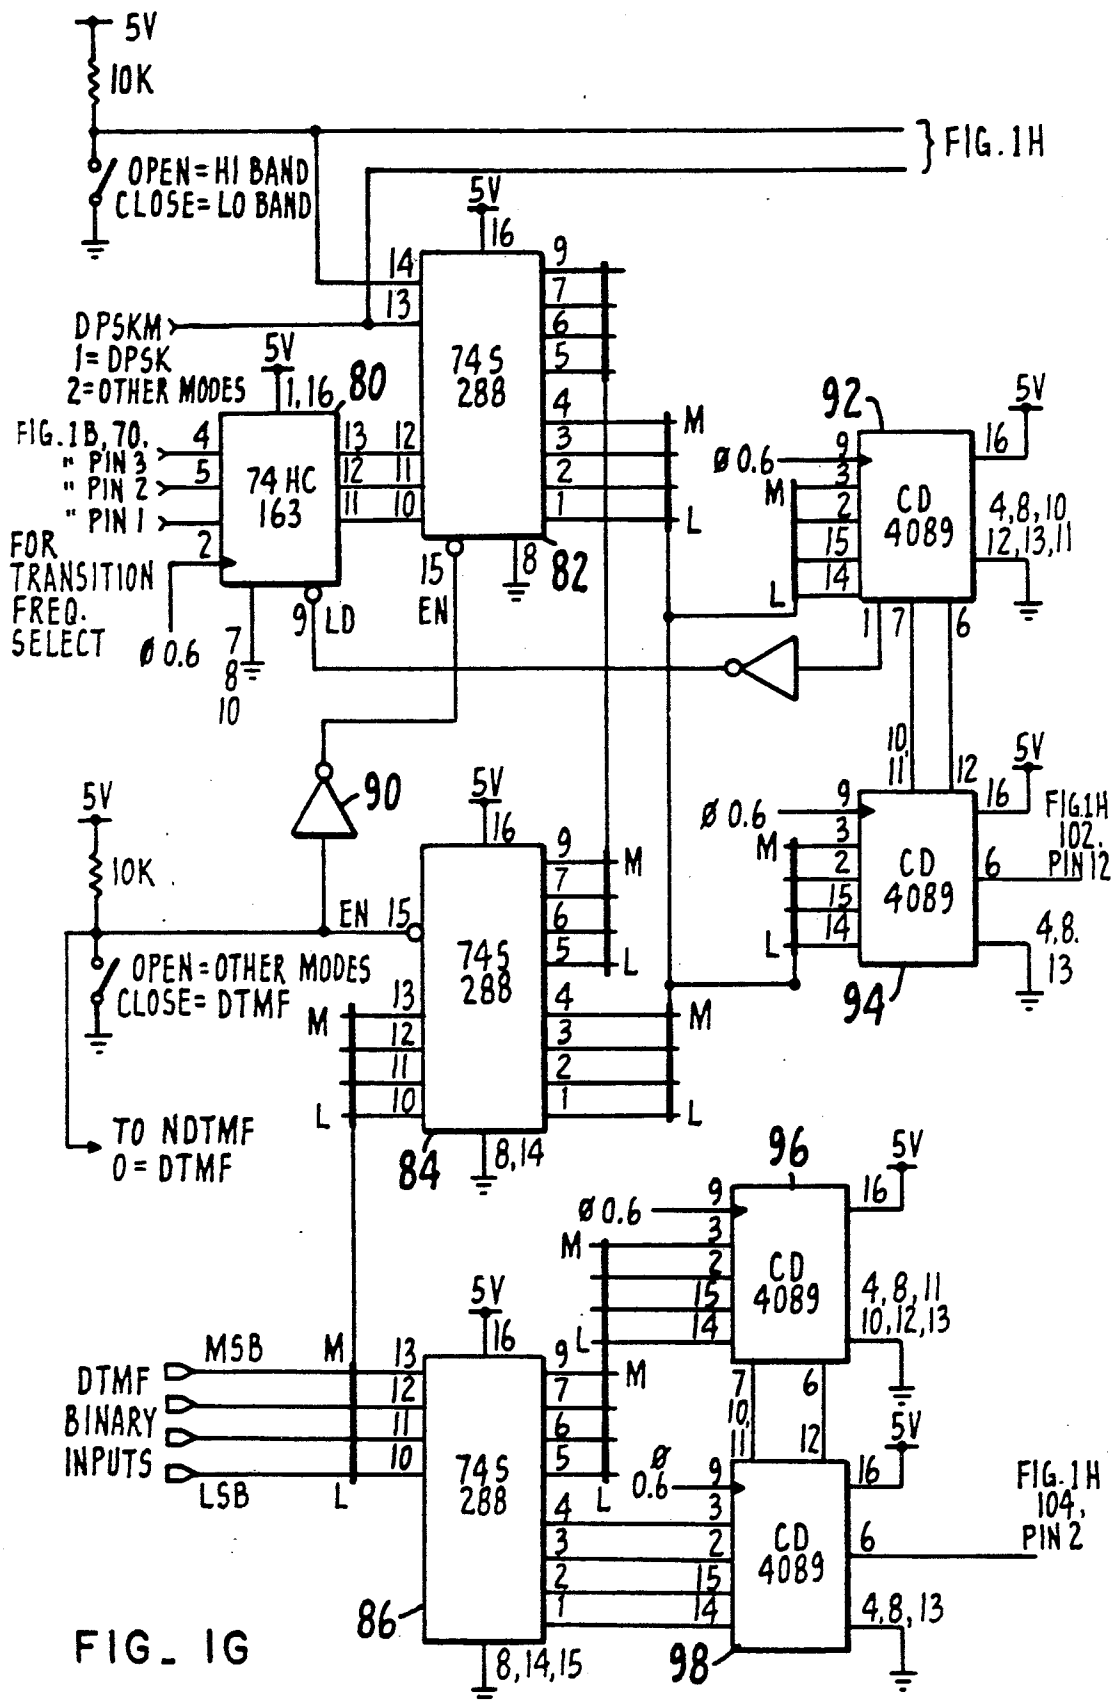 5V
10K
OPEN=HI BAND
CLOSE=LO BAND
} FIG. 1H
5V
16
14
13
9
7
6
5
4
3
2
1
M
L
74S
288
82
8
15
EN
DPSKM
1=DPSK
2=OTHER MODES
5V
1,16
80
FIG. 1B, 70.
" PIN 3
" PIN 2
" PIN 1
4
5
2
74HC
163
13 12
12 11
11 10
FOR
TRANSITION
FREQ.
SELECT
Ø 0.6
7
8
10
9 LD
92
5V
16
Ø 0.6
9
M 3
2
15
L 14
CD
4089
4,8,10
12,13,11
1 7 6
90
10,
11
12
5V
16
Ø 0.6
9
M 3
2
15
L 14
CD
4089
FIG.1H
102.
PIN 12
6
4,8.
13
94
5V
10K
EN 15
OPEN=OTHER MODES
CLOSE=DTMF
TO NDTMF
0=DTMF
5V
16
74S
288
M 13
12
11
L 10
9 M
7
6
5 L
4 M
3
2
1 L
84
8,14
96
5V
16
Ø 0.6
9
M 3
2
15
L 14
CD
4089
4,8,11
10,12,13
7 6
10,
11
12
DTMF
BINARY
INPUTS
MSB
LSB
M
L
13
12
11
10
5V
16
74S
288
9 M
7
6
5
L
4
3
2
1
86
8,14,15
Ø
0.6
9
3
2
15
14
CD
4089
5V
16
6
FIG. 1H
104,
PIN 2
4,8,13
98
FIG_ 1G